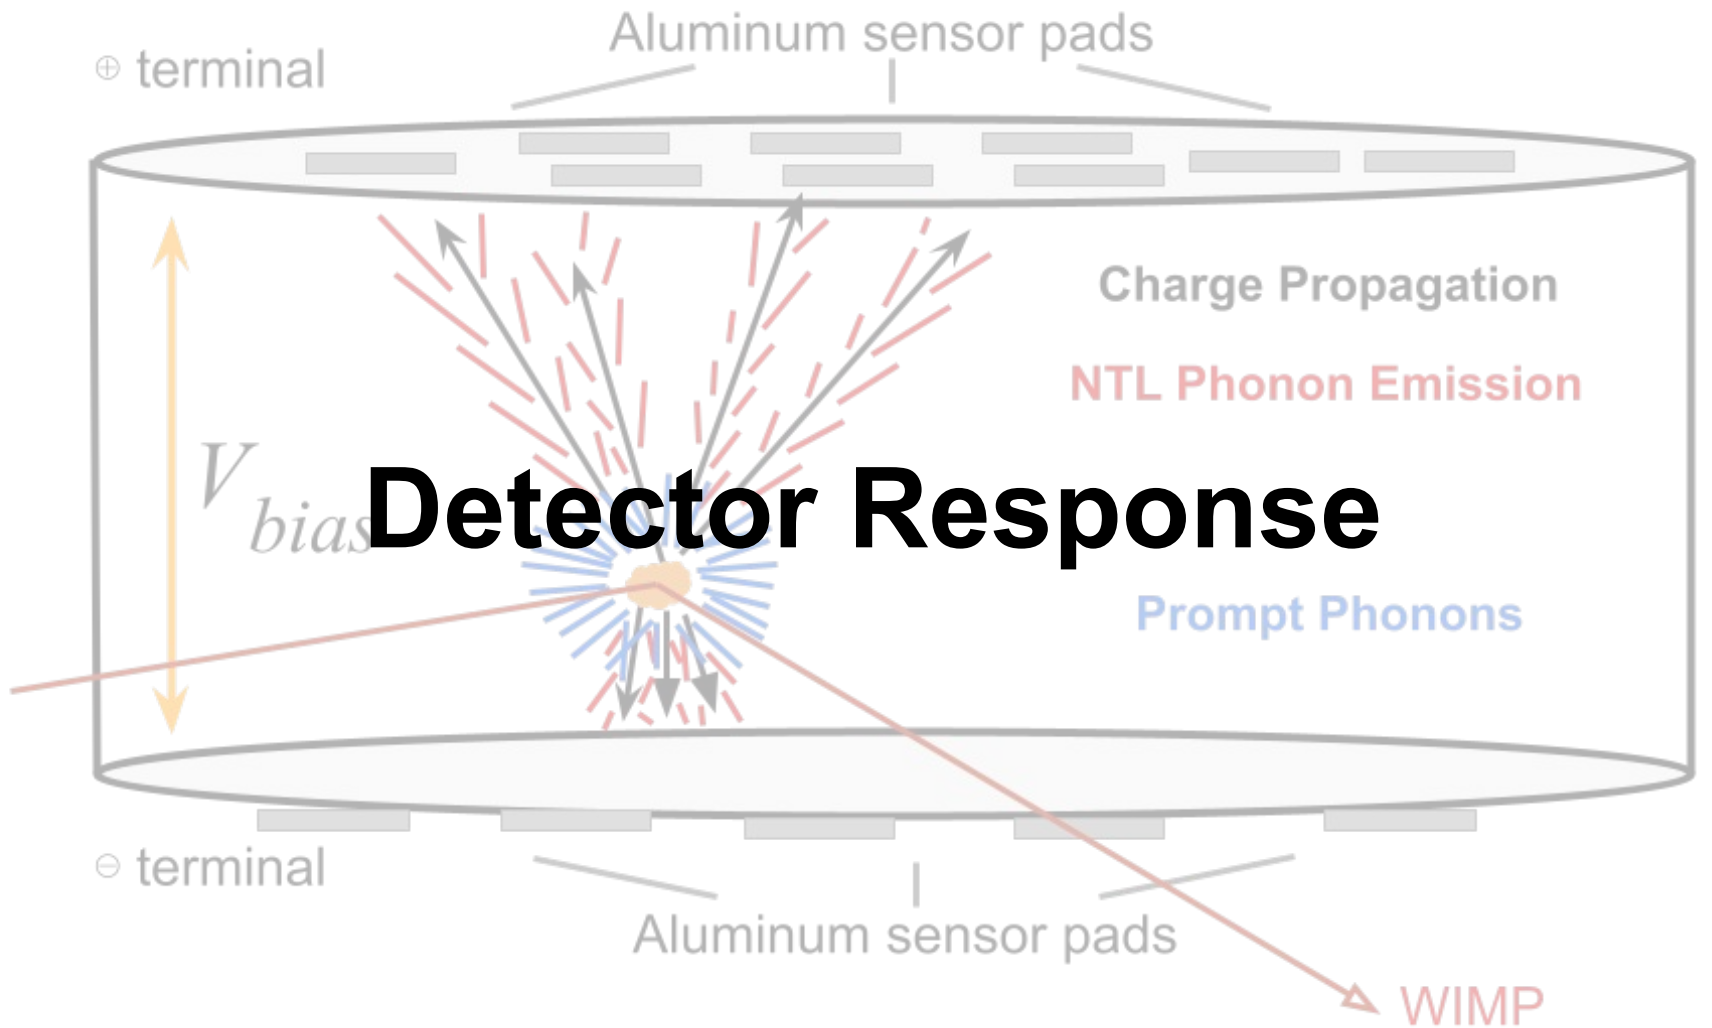 Aluminum sensor pads
⊕ terminal
Charge Propagation
NTL Phonon Emission
V bias
Detector Response
Prompt Phonons
⊖ terminal
Aluminum sensor pads
WIMP